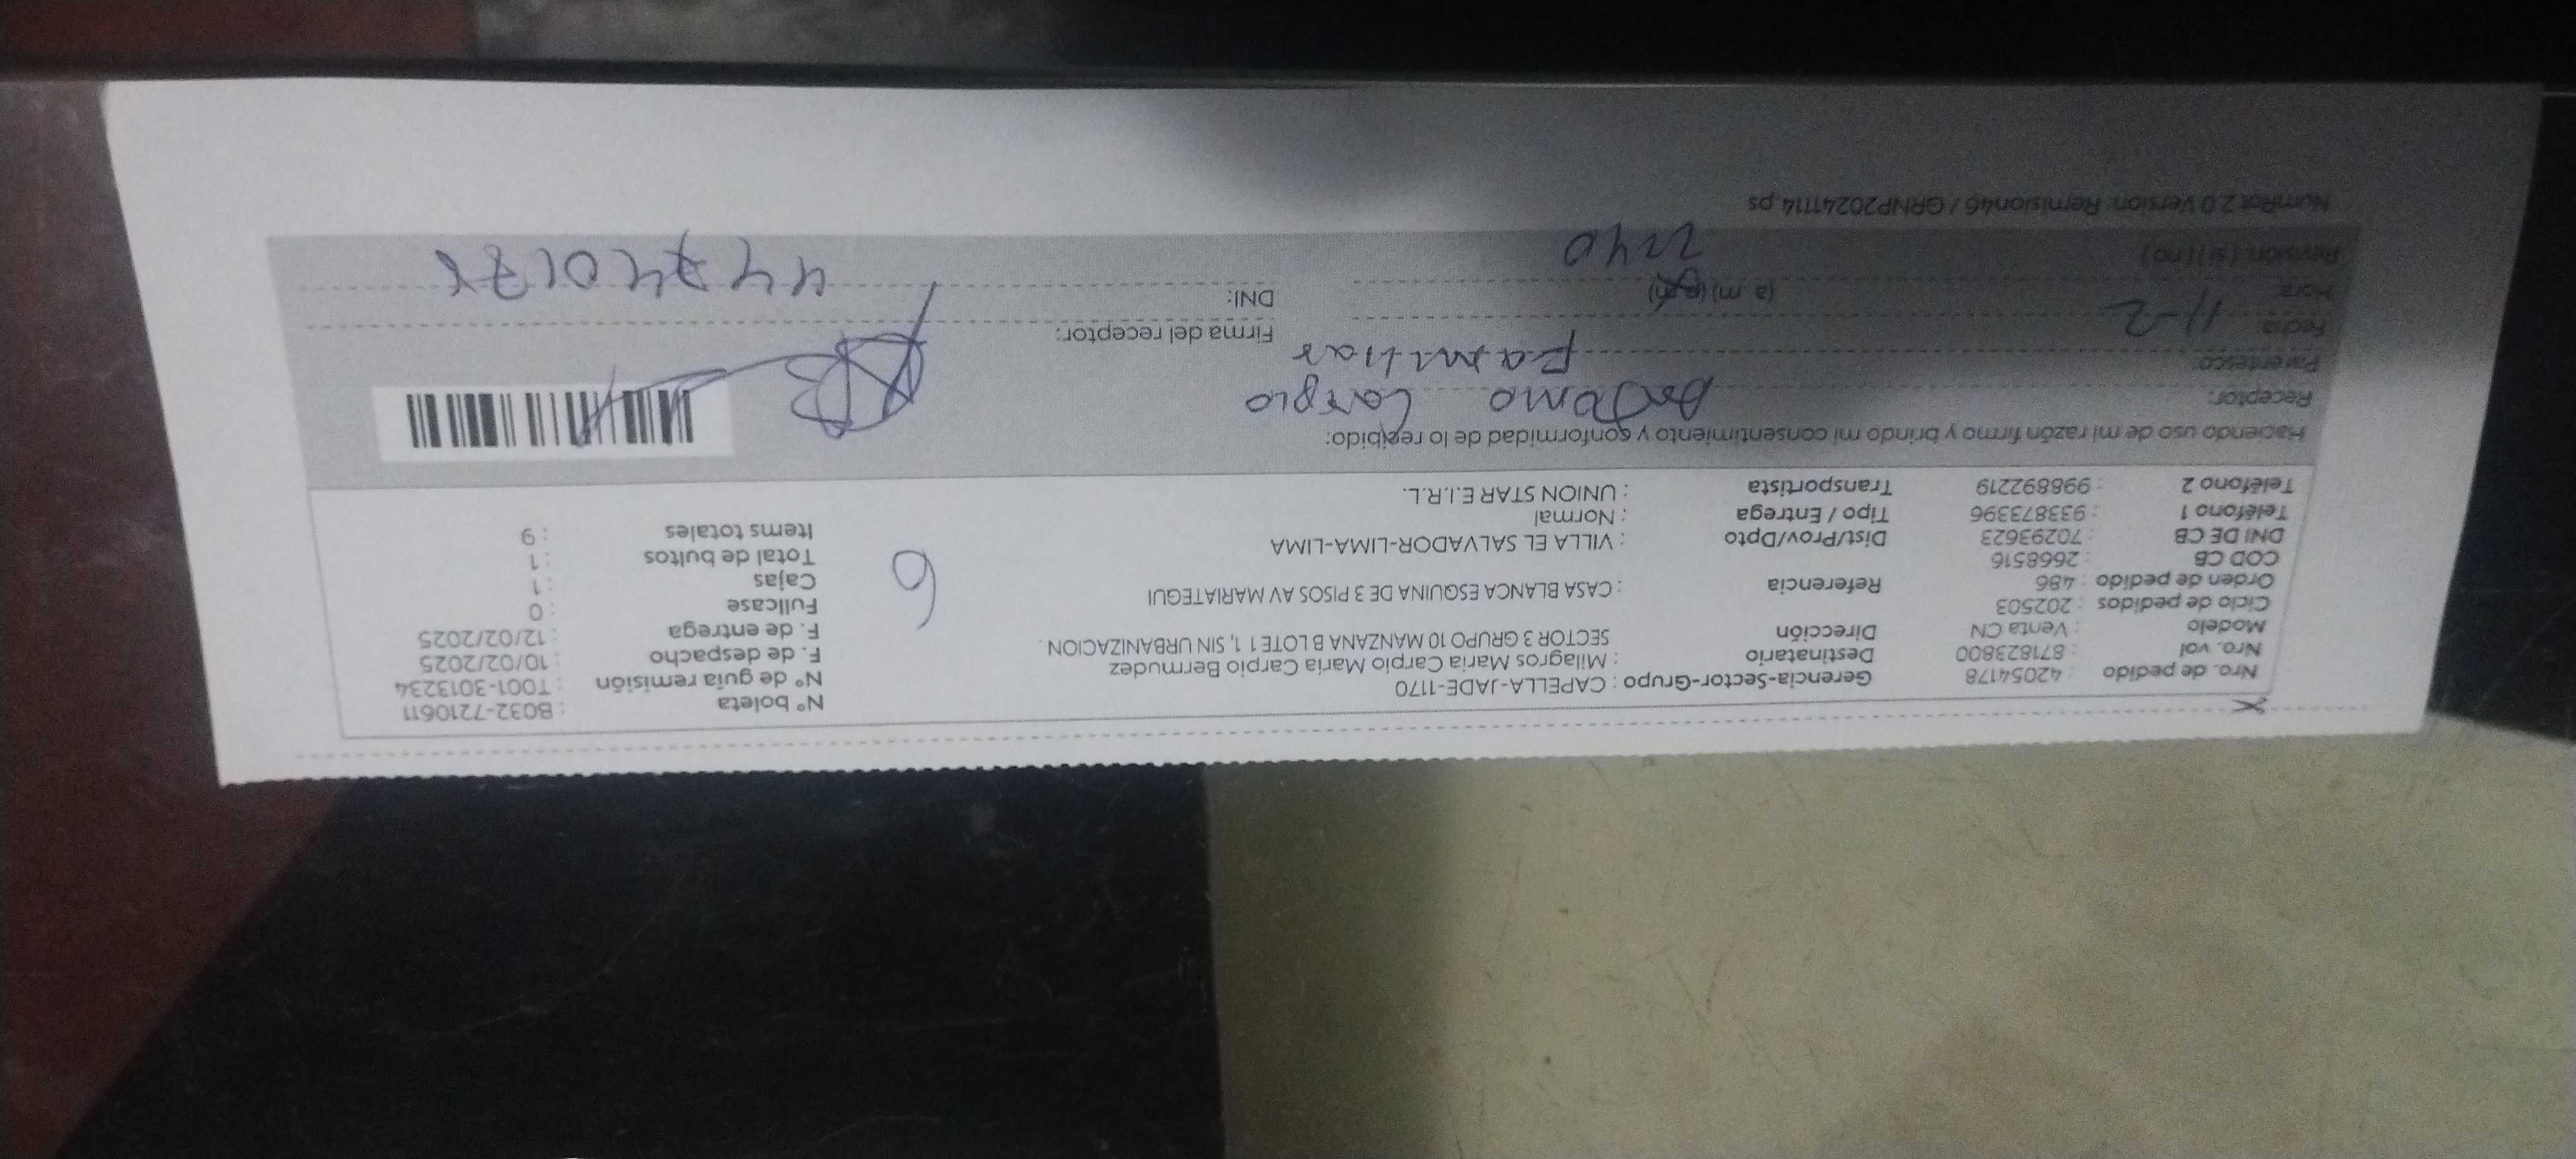 Nro. de pedido : 42054178 Gerencia-Sector-Grupo : CAPELLA-JADE-1170 N° boleta : B032-7210611
Nro. vol : 871823800 Destinatario : Milagros Maria Carpio Maria Carpio Bermudez N° de guía remisión : T001-3013234
Modelo : Venta CN Dirección SECTOR 3 GRUPO 10 MANZANA B LOTE 1 1, SIN URBANIZACION. F. de despacho : 10/02/2025
Ciclo de pedidos : 202503 F. de entrega : 12/02/2025
Orden de pedido : 486 Referencia : CASA BLANCA ESQUINA DE 3 PISOS AV MARIATEGUI Fullcase : 0
COD CB : 2668516 Cajas : 1
DNI DE CB : 70293623 Dist/Prov/Dpto : VILLA EL SALVADOR-LIMA-LIMA Total de bultos : 1
Teléfono 1 : 933873396 Tipo / Entrega : Normal Items totales : 9
Teléfono 2 : 998892219 Transportista : UNION STAR E.I.R.L.
6
Haciendo uso de mi razón firmo y brindo mi consentimiento y conformidad de lo recibido:
Receptor: Carpio
Parentesco: Familiar Firma del receptor:
Fecha 11-2
Hora: (a. m) (p. m) DNI:
Revisión: (si) (no) 2240
NumRot 2.0 Version: Remision46 / GRNP20241114.ps